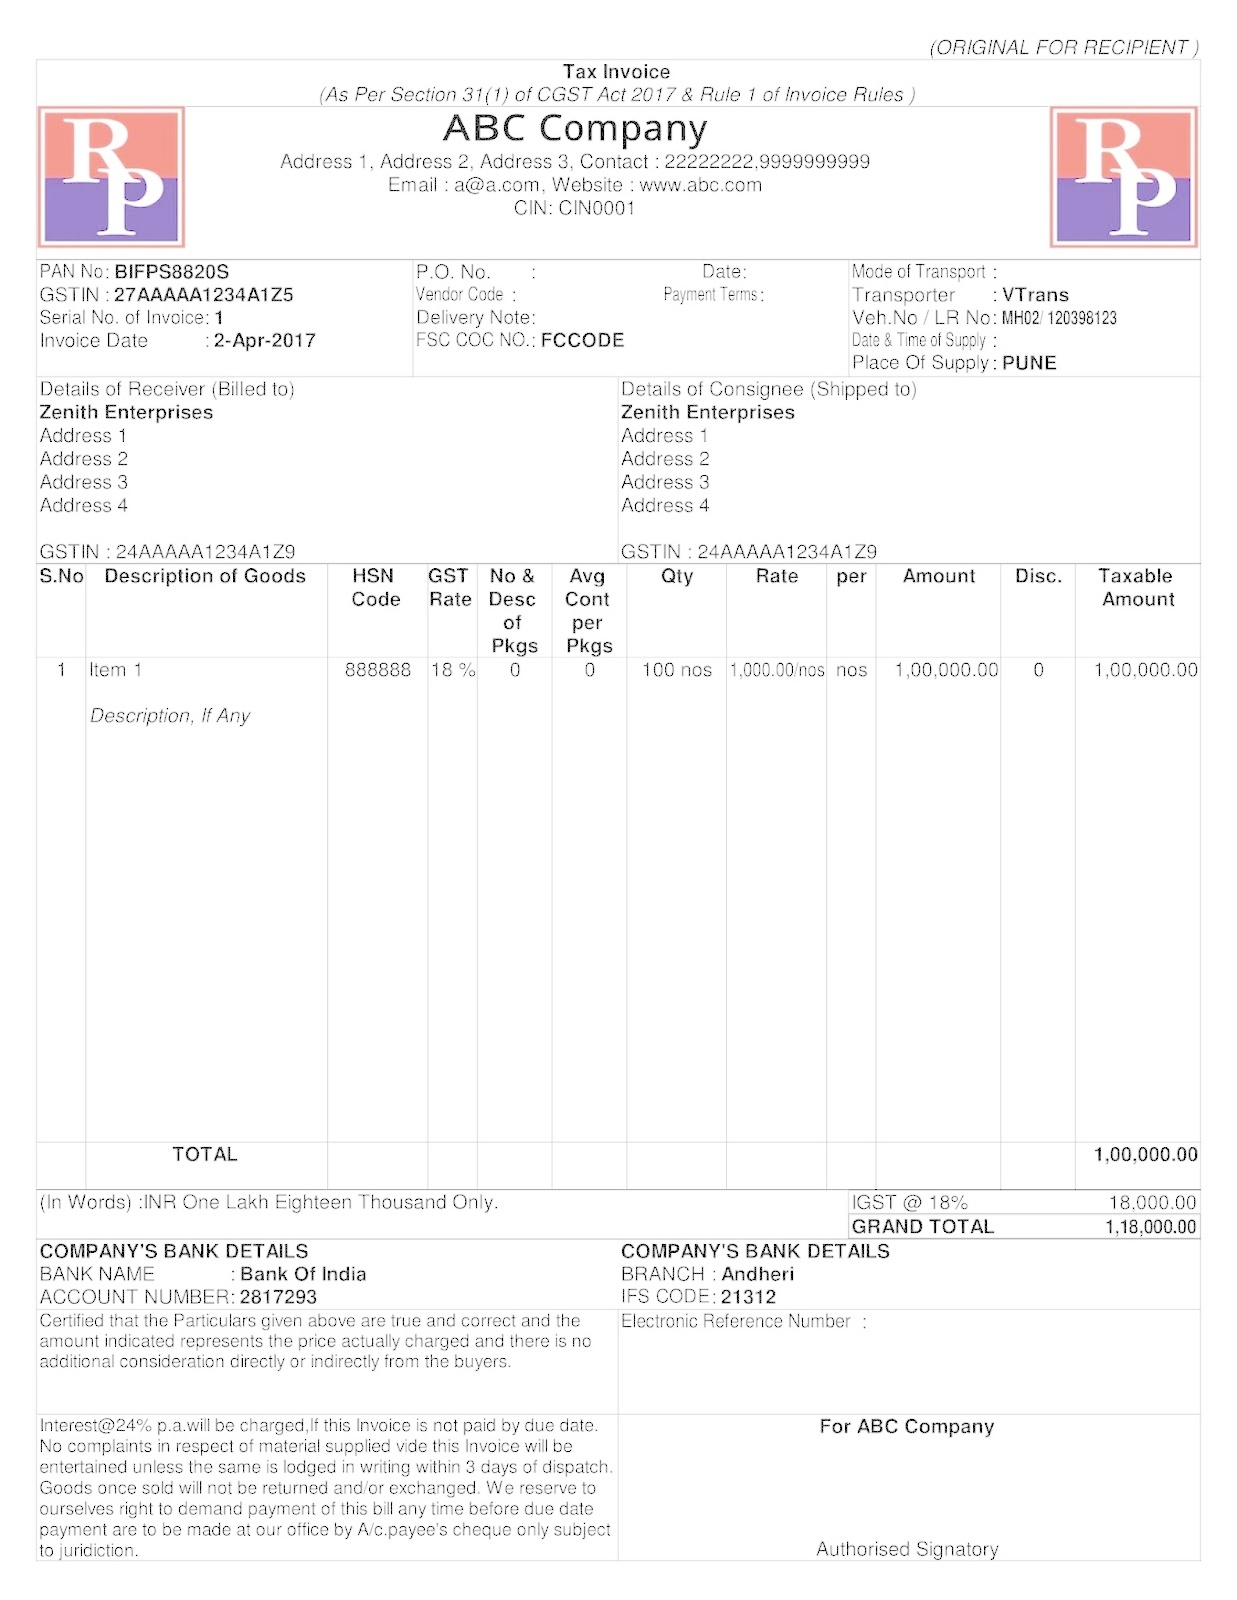 (ORIGINAL FOR RECIPIENT )
Tax Invoice
(As Per Section 31(1) of CGST Act 2017 & Rule 1 of Invoice Rules )
RP
ABC Company
RP
Address 1, Address 2, Address 3, Contact : 22222222,9999999999
Email : a@a.com, Website : www.abc.com
CIN: CIN0001
PAN No: BIFPS8820S
GSTIN : 27AAAAA1234A1Z5
Serial No. of Invoice: 1
Invoice Date : 2-Apr-2017
P.O. No. : Date:
Vendor Code : Payment Terms :
Delivery Note:
FSC COC NO.: FCCODE
Mode of Transport :
Transporter : VTrans
Veh.No / LR No: MH02/ 120398123
Date & Time of Supply :
Place Of Supply : PUNE
Details of Receiver (Billed to)
Zenith Enterprises
Address 1
Address 2
Address 3
Address 4
GSTIN : 24AAAAA1234A1Z9
Details of Consignee (Shipped to)
Zenith Enterprises
Address 1
Address 2
Address 3
Address 4
GSTIN : 24AAAAA1234A1Z9
S.No Description of Goods HSN Code GST Rate No & Desc of Pkgs Avg Cont per Pkgs Qty Rate per Amount Disc. Taxable Amount
1 Item 1 888888 18 % 0 0 100 nos 1,000.00/nos nos 1,00,000.00 0 1,00,000.00
Description, If Any
TOTAL 1,00,000.00
(In Words) :INR One Lakh Eighteen Thousand Only.
IGST @ 18% 18,000.00
GRAND TOTAL 1,18,000.00
COMPANY'S BANK DETAILS
BANK NAME : Bank Of India
ACCOUNT NUMBER: 2817293
COMPANY'S BANK DETAILS
BRANCH : Andheri
IFS CODE: 21312
Certified that the Particulars given above are true and correct and the
amount indicated represents the price actually charged and there is no
additional consideration directly or indirectly from the buyers.
Electronic Reference Number :
Interest@24% p.a.will be charged,If this Invoice is not paid by due date.
No complaints in respect of material supplied vide this Invoice will be
entertained unless the same is lodged in writing within 3 days of dispatch.
Goods once sold will not be returned and/or exchanged. We reserve to
ourselves right to demand payment of this bill any time before due date
payment are to be made at our office by A/c.payee's cheque only subject
to juridiction.
For ABC Company
Authorised Signatory